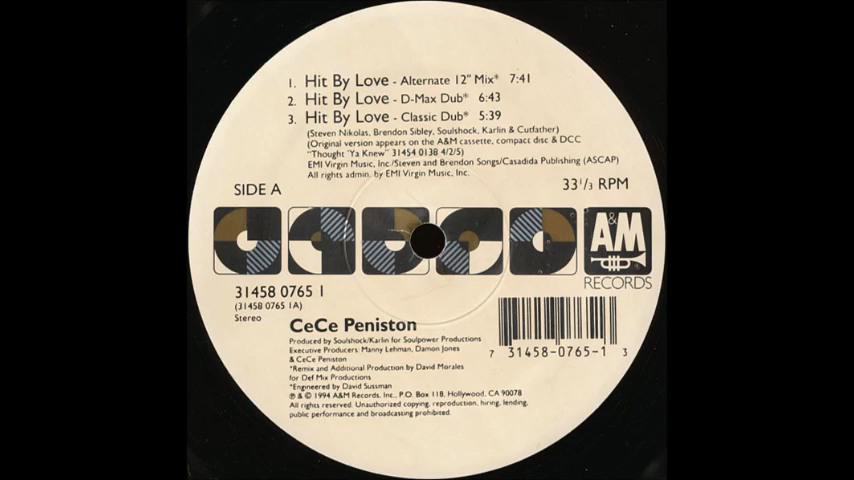 1. Hit By Love - Alternate 12" Mix* 7:41
2. Hit By Love - D-Max Dub* 6:43
3. Hit By Love - Classic Dub* 5:39
(Steven Nikolas, Brendon Sibley, Soulshock, Karlin & Cutfather)
(Original version appears on the A&M cassette, compact disc & DCC
"Thought 'Ya Knew" 31454 0138 4/2/5)
EMI Virgin Music, Inc./Steven and Brendon Songs/Casadida Publishing (ASCAP)
All rights admin. by EMI Virgin Music, Inc.
SIDE A
33 1/3 RPM
A&M
RECORDS
31458 0765 1
(31458 0765 1A)
Stereo
CeCe Peniston
Produced by Soulshock/Karlin for Soulpower Productions
Executive Producers: Manny Lehman, Damon Jones
& CeCe Peniston
*Remix and Additional Production by David Morales
for Def Mix Productions
*Engineered by David Sussman
℗ & © 1994 A&M Records, Inc., P.O. Box 118, Hollywood, CA 90078
All rights reserved. Unauthorized copying, reproduction, hiring, lending,
public performance and broadcasting prohibited.
7 31458-0765-1 3